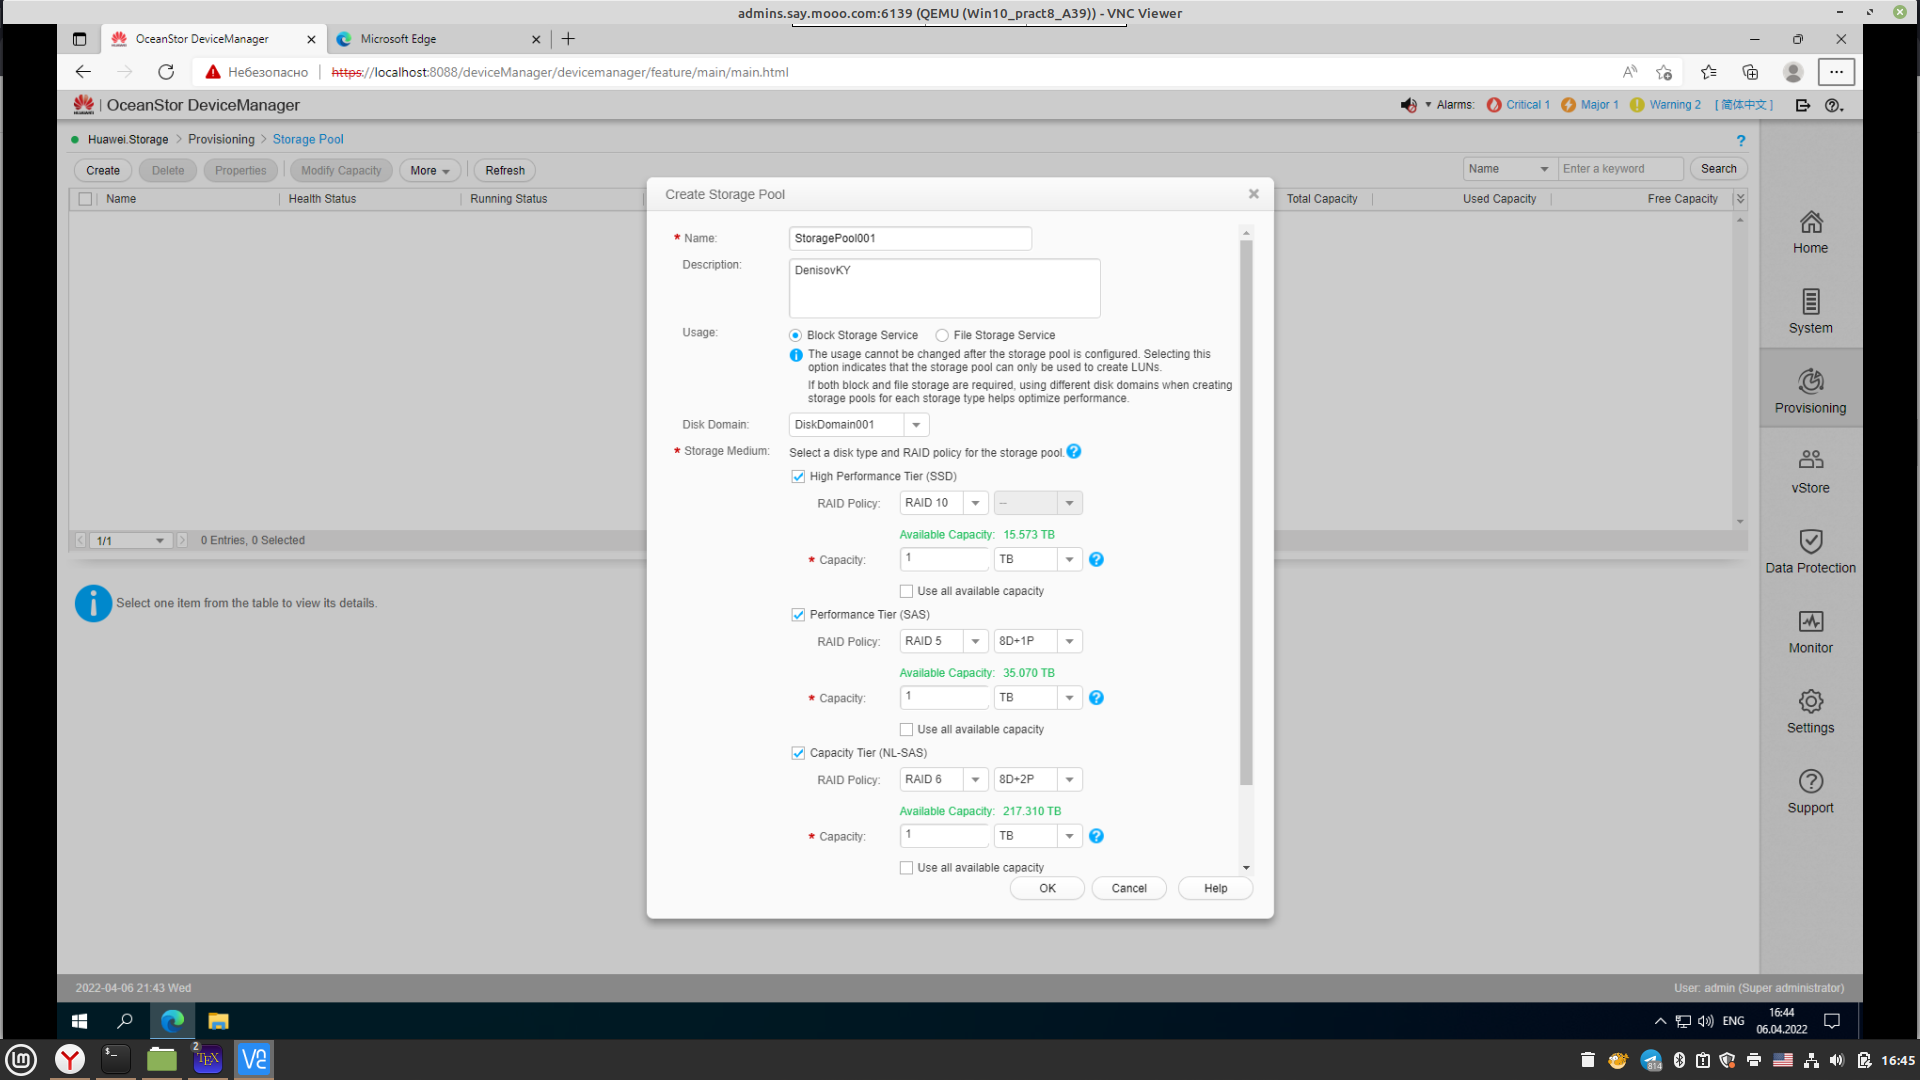 admins.say.mooo.com:6139 (QEMU (Win10_pract8_A39)) - VNC Viewer
OceanStor DeviceManager
Microsoft Edge
Небезопасно
https://localhost:8088/deviceManager/devicemanager/feature/main/main.html
OceanStor DeviceManager
Alarms:
Critical 1
Major 1
Warning 2
[ 简体中文 ]
Huawei.Storage > Provisioning > Storage Pool
Create
Delete
Properties
Modify Capacity
More
Refresh
Name
Enter a keyword
Search
Name
Health Status
Running Status
Total Capacity
Used Capacity
Free Capacity
Create Storage Pool
* Name:
StoragePool001
Description:
DenisovKY
Usage:
Block Storage Service
File Storage Service
The usage cannot be changed after the storage pool is configured. Selecting this
option indicates that the storage pool can only be used to create LUNs.
If both block and file storage are required, using different disk domains when creating
storage pools for each storage type helps optimize performance.
Disk Domain:
DiskDomain001
* Storage Medium:
Select a disk type and RAID policy for the storage pool.
High Performance Tier (SSD)
RAID Policy:
RAID 10
--
Available Capacity: 15.573 TB
* Capacity:
1
TB
Use all available capacity
Performance Tier (SAS)
RAID Policy:
RAID 5
8D+1P
Available Capacity: 35.070 TB
* Capacity:
1
TB
Use all available capacity
Capacity Tier (NL-SAS)
RAID Policy:
RAID 6
8D+2P
Available Capacity: 217.310 TB
* Capacity:
1
TB
Use all available capacity
OK
Cancel
Help
1/1
0 Entries, 0 Selected
Select one item from the table to view its details.
Home
System
Provisioning
vStore
Data Protection
Monitor
Settings
Support
2022-04-06 21:43 Wed
User: admin (Super administrator)
ENG
16:44
06.04.2022
2
TEX
814
16:45